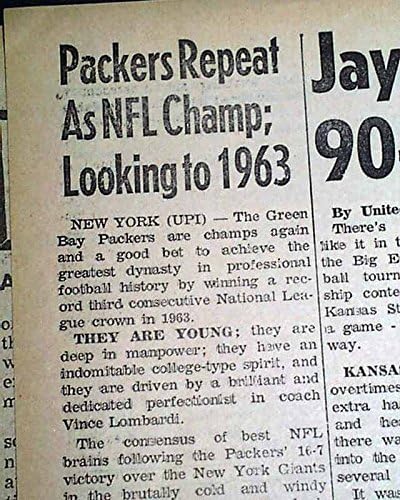 Packers Repeat
As NFL Champ;
Looking to 1963
NEW YORK (UPI) — The Green
Bay Packers are champs again
and a good bet to achieve the
greatest dynasty in professional
football history by winning a rec-
ord third consecutive National Lea-
gue crown in 1963.
THEY ARE YOUNG; they are
deep in manpower; they have an
indomitable college-type spirit, and
they are driven by a brilliant and
dedicated perfectionist in coach
Vince Lombardi.
The consensus of best NFL
brains following the Packers' 16-7
victory over the New York Giants
in the brutally cold and windy
Jay
90-
By Unite
There's
like it in t
the Big E
ball tourn
ship conte
Kansas St
a game -
way.
KANSAS
overtimes
extra ha
and hea
there wa
into the
several
It was